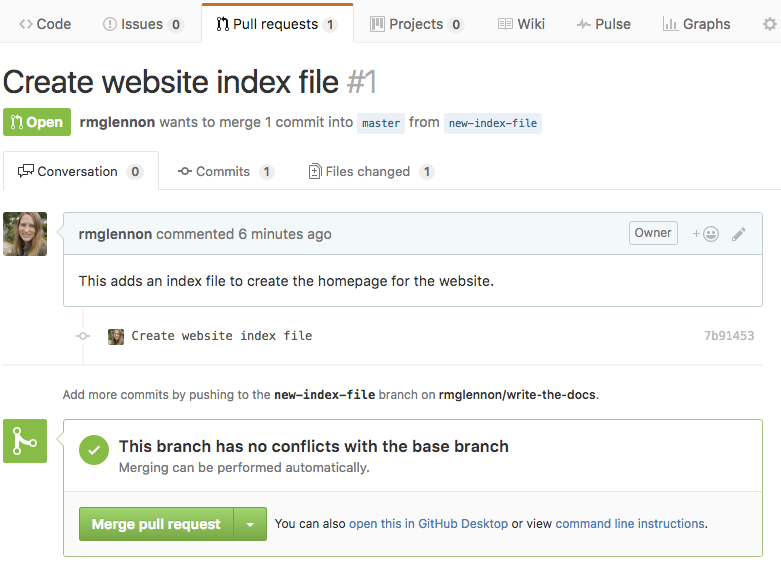 Code Issues 0 Pull requests 1 Projects 0 Wiki Pulse Graphs
Create website index file #1
Open rmglennon wants to merge 1 commit into master from new-index-file
Conversation 0 Commits 1 Files changed 1
rmglennon commented 6 minutes ago Owner +
This adds an index file to create the homepage for the website.
Create website index file 7b91453
Add more commits by pushing to the new-index-file branch on rmglennon/write-the-docs.
This branch has no conflicts with the base branch
Merging can be performed automatically.
Merge pull request You can also open this in GitHub Desktop or view command line instructions.